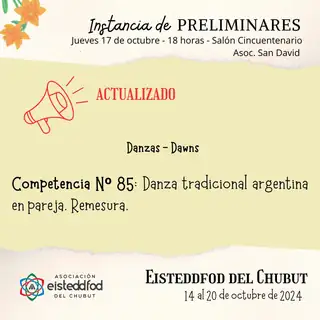 Instancia de PRELIMINARES
Jueves 17 de octubre - 18 horas - Salón Cincuentenario
Asoc. San David
ACTUALIZADO
Danzas - Dawns
Competencia Nº 85: Danza tradicional argentina
en pareja. Remesura.
ASOCIACIÓN
eisteddfod
DEL CHUBUT
EISTEDDFOD DEL CHUBUT
14 al 20 de octubre de 2024